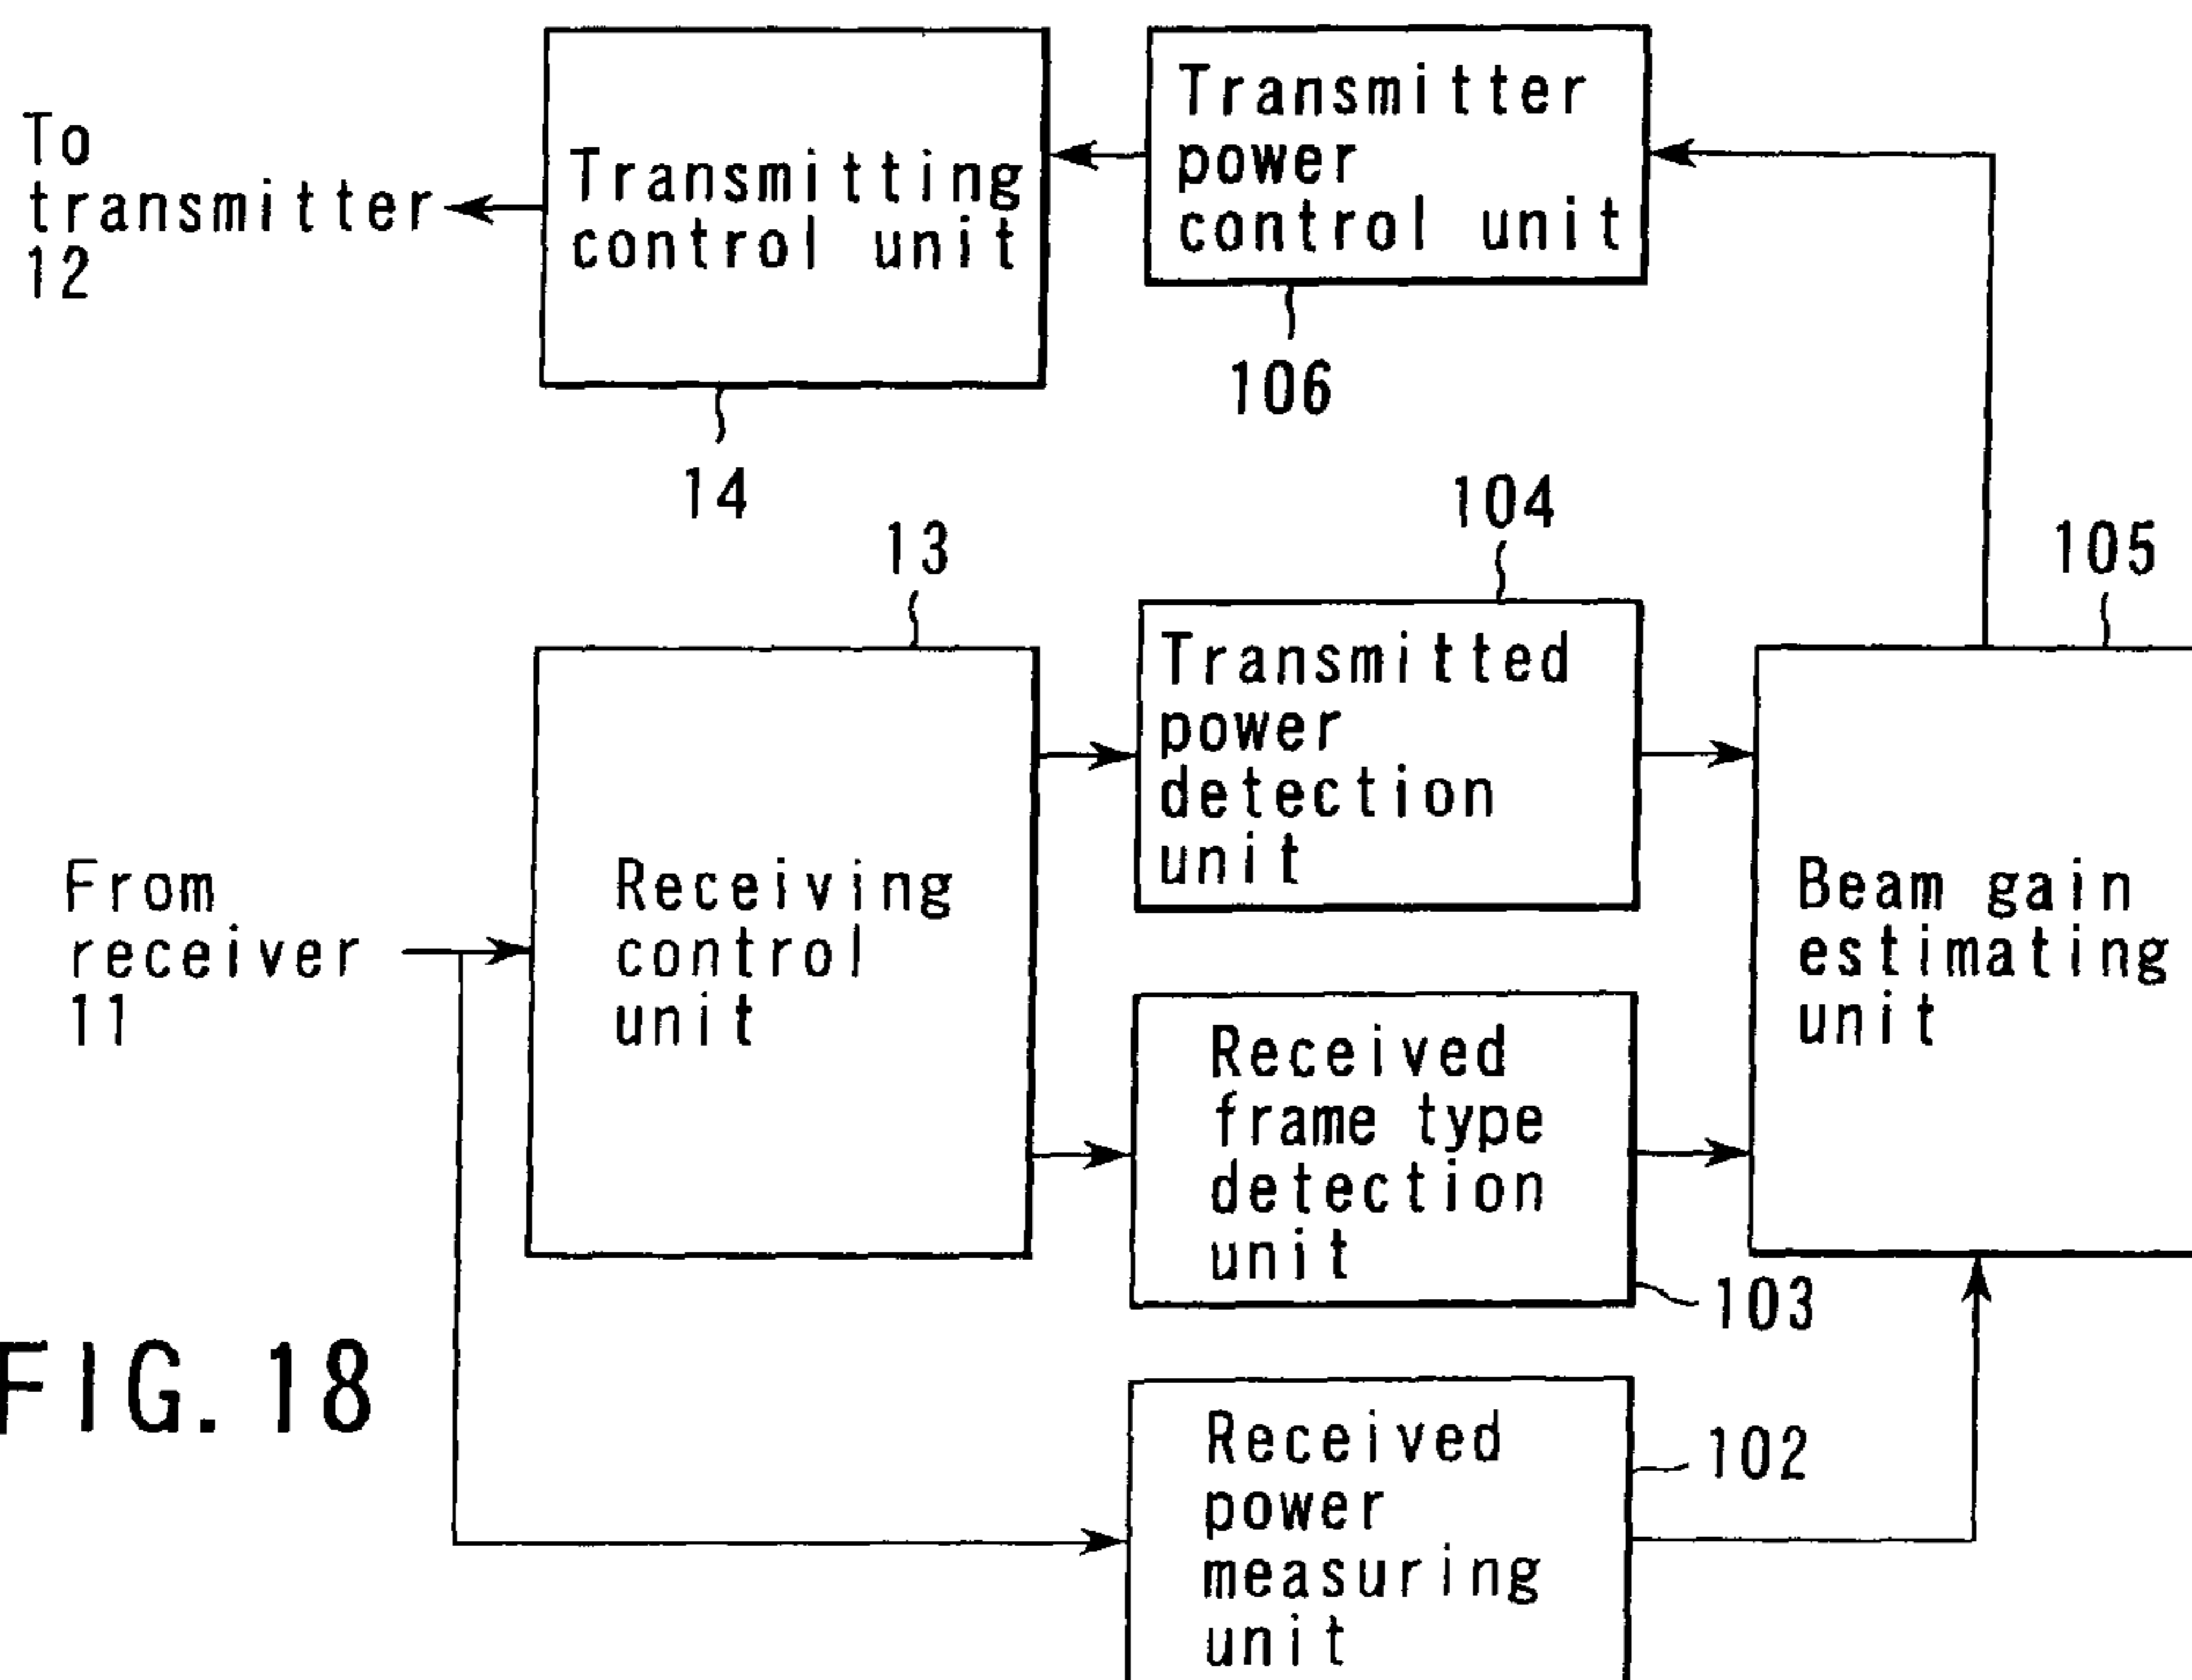 To
transmitter
12
Transmitting
control unit
14
Transmitter
power
control unit
106
104
13
105
Transmitted
power
detection
unit
From
receiver
11
Receiving
control
unit
Beam gain
estimating
unit
Received
frame type
detection
unit
103
FIG. 18
Received
power
measuring
unit
102